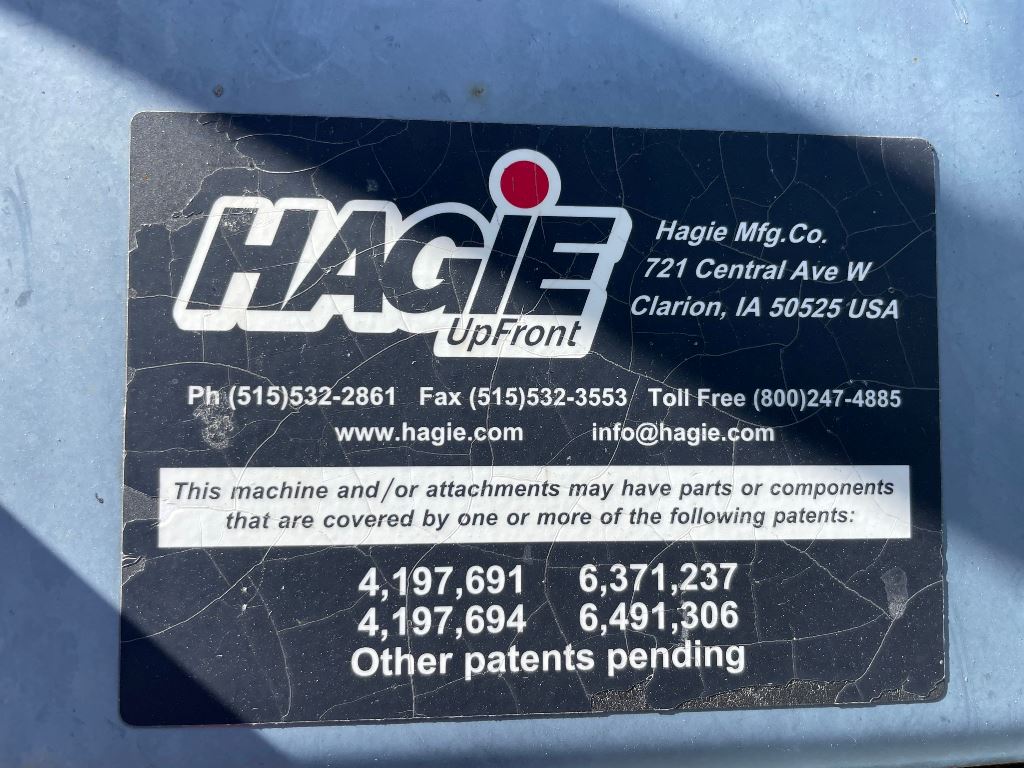 HAGIE
UpFront
Hagie Mfg.Co.
721 Central Ave W
Clarion, IA 50525 USA
Ph (515)532-2861 Fax (515)532-3553 Toll Free (800)247-4885
www.hagie.com info@hagie.com
This machine and/or attachments may have parts or components
that are covered by one or more of the following patents:
4,197,691 6,371,237
4,197,694 6,491,306
Other patents pending